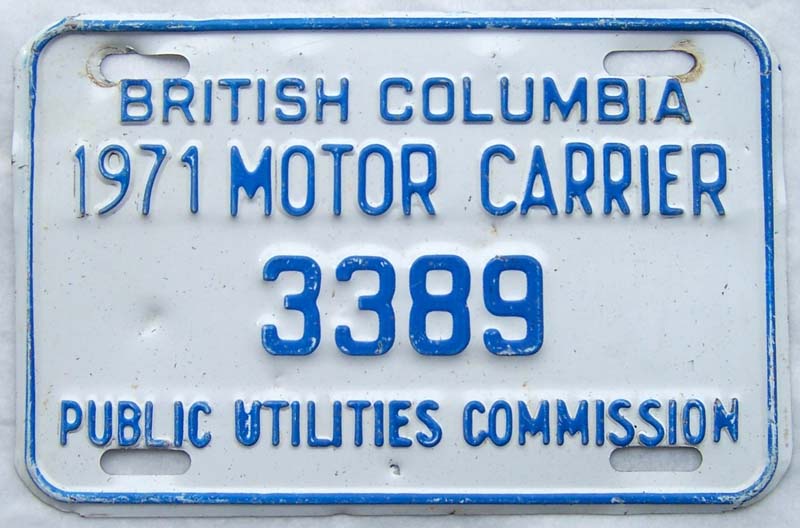 BRITISH COLUMBIA
1971 MOTOR CARRIER
3389
PUBLIC UTILITIES COMMISSION